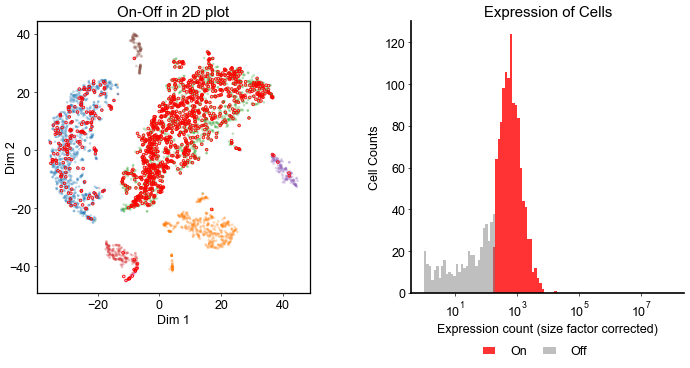 On-Off in 2D plot
40
20
0
−20
−40
Dim 2
−20
0
20
40
Dim 1
Expression of Cells
120
100
80
60
40
20
0
Cell Counts
10^1
10^3
10^5
10^7
Expression count (size factor corrected)
On
Off